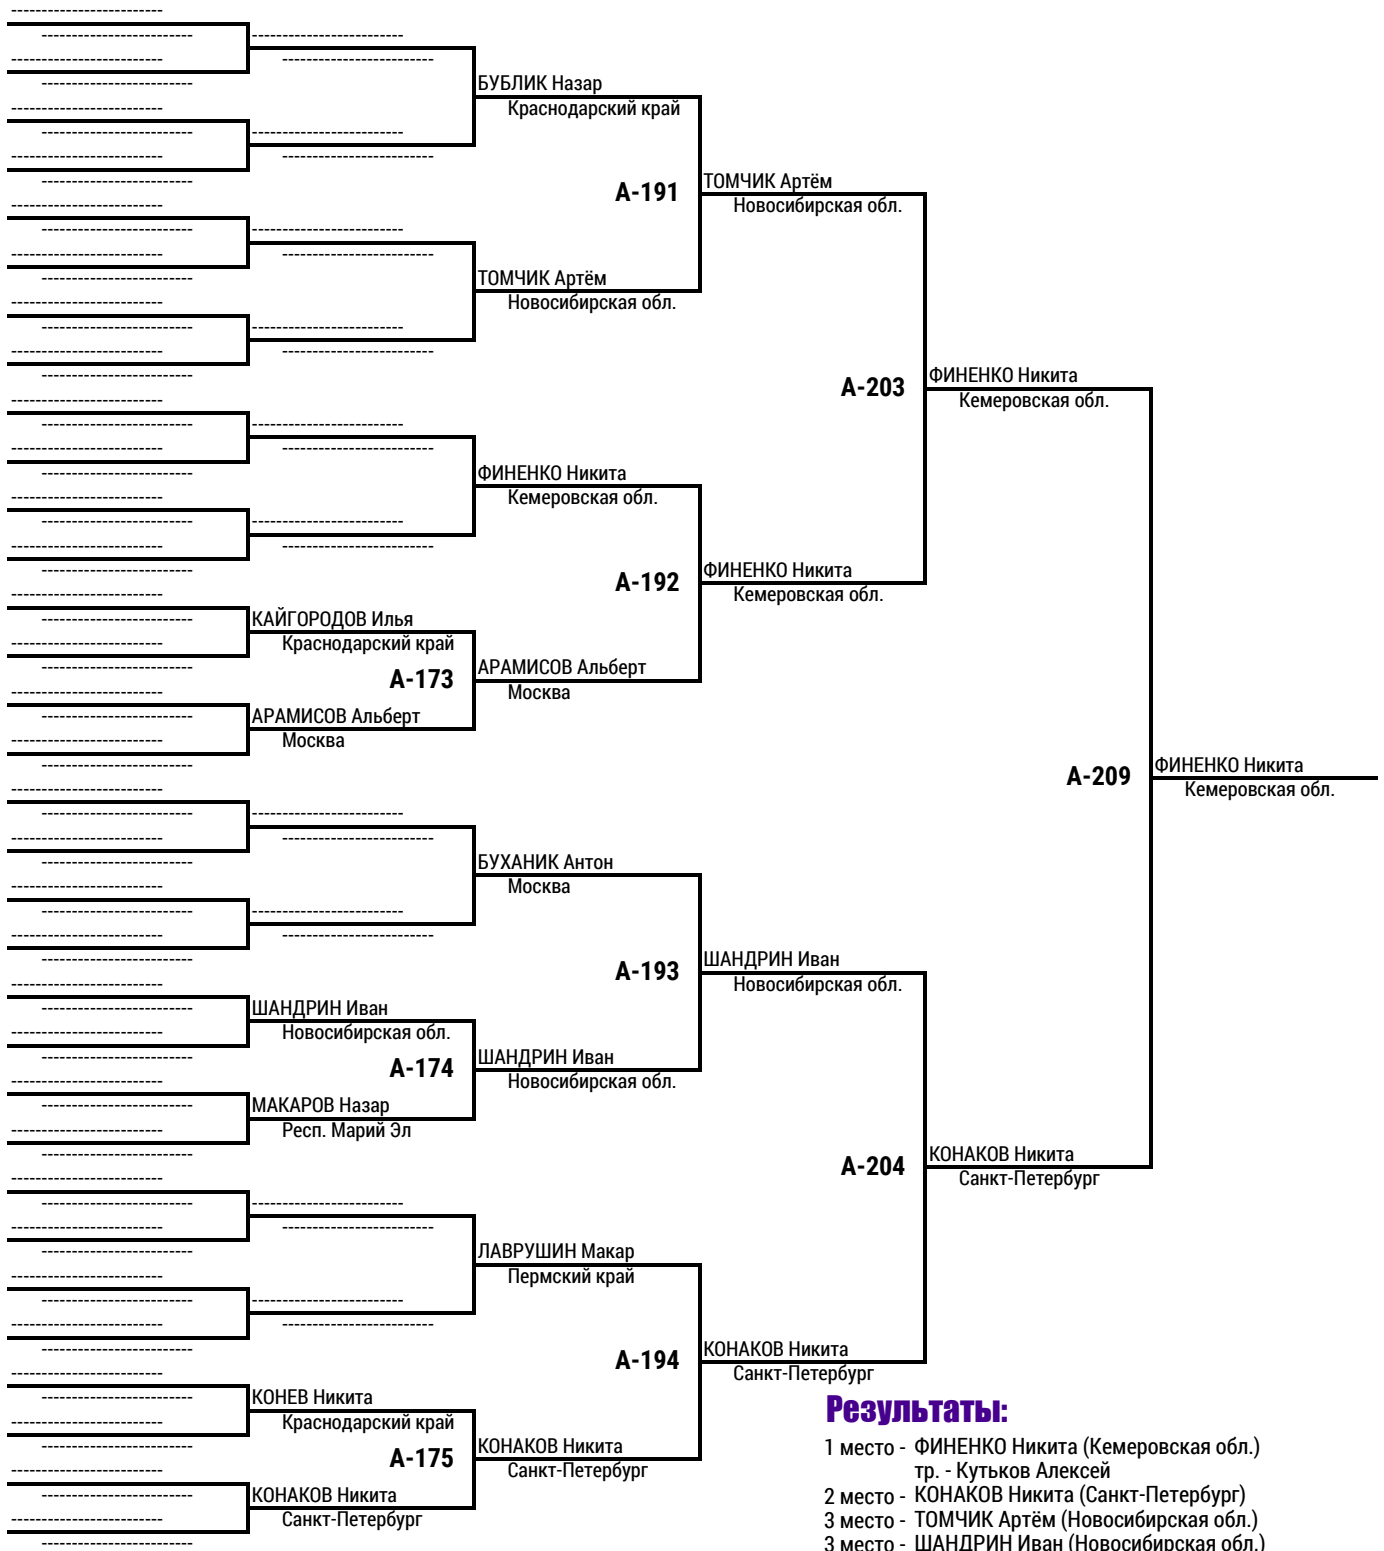 БУБЛИК Назар
Краснодарский край
А-191
ТОМЧИК Артём
Новосибирская обл.
ТОМЧИК Артём
Новосибирская обл.
А-203
ФИНЕНКО Никита
Кемеровская обл.
ФИНЕНКО Никита
Кемеровская обл.
А-192
ФИНЕНКО Никита
Кемеровская обл.
КАЙГОРОДОВ Илья
Краснодарский край
А-173
АРАМИСОВ Альберт
Москва
АРАМИСОВ Альберт
Москва
А-209
ФИНЕНКО Никита
Кемеровская обл.
БУХАНИК Антон
Москва
А-193
ШАНДРИН Иван
Новосибирская обл.
ШАНДРИН Иван
Новосибирская обл.
А-174
ШАНДРИН Иван
Новосибирская обл.
МАКАРОВ Назар
Респ. Марий Эл
А-204
КОНАКОВ Никита
Санкт-Петербург
ЛАВРУШИН Макар
Пермский край
А-194
КОНАКОВ Никита
Санкт-Петербург
КОНЕВ Никита
Краснодарский край
А-175
КОНАКОВ Никита
Санкт-Петербург
КОНАКОВ Никита
Санкт-Петербург
Результаты:
1 место - ФИНЕНКО Никита (Кемеровская обл.)
тр. - Кутьков Алексей
2 место - КОНАКОВ Никита (Санкт-Петербург)
3 место - ТОМЧИК Артём (Новосибирская обл.)
3 место - ШАНДРИН Иван (Новосибирская обл.)